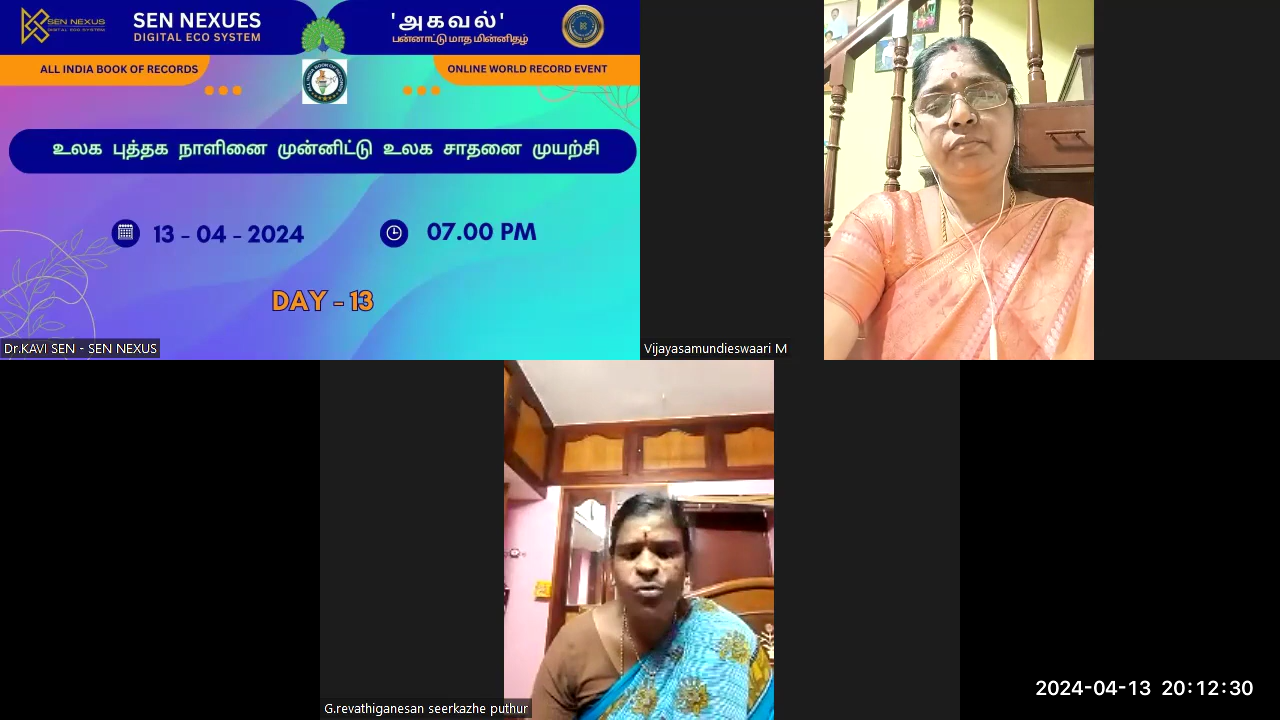 SEN NEXUS
DIGITAL ECO SYSTEM
SEN NEXUES
DIGITAL ECO SYSTEM
'அகவல்'
பன்னாட்டு மாத மின்னிதழ்
ALL INDIA BOOK OF RECORDS
ONLINE WORLD RECORD EVENT
உலக புத்தக நாளினை முன்னிட்டு உலக சாதனை முயற்சி
13 - 04 - 2024
07.00 PM
DAY - 13
Dr.KAVI SEN - SEN NEXUS
Vijayasamundieswaari M
G.revathiganesan seerkazhe puthur
2024-04-13 20:12:30